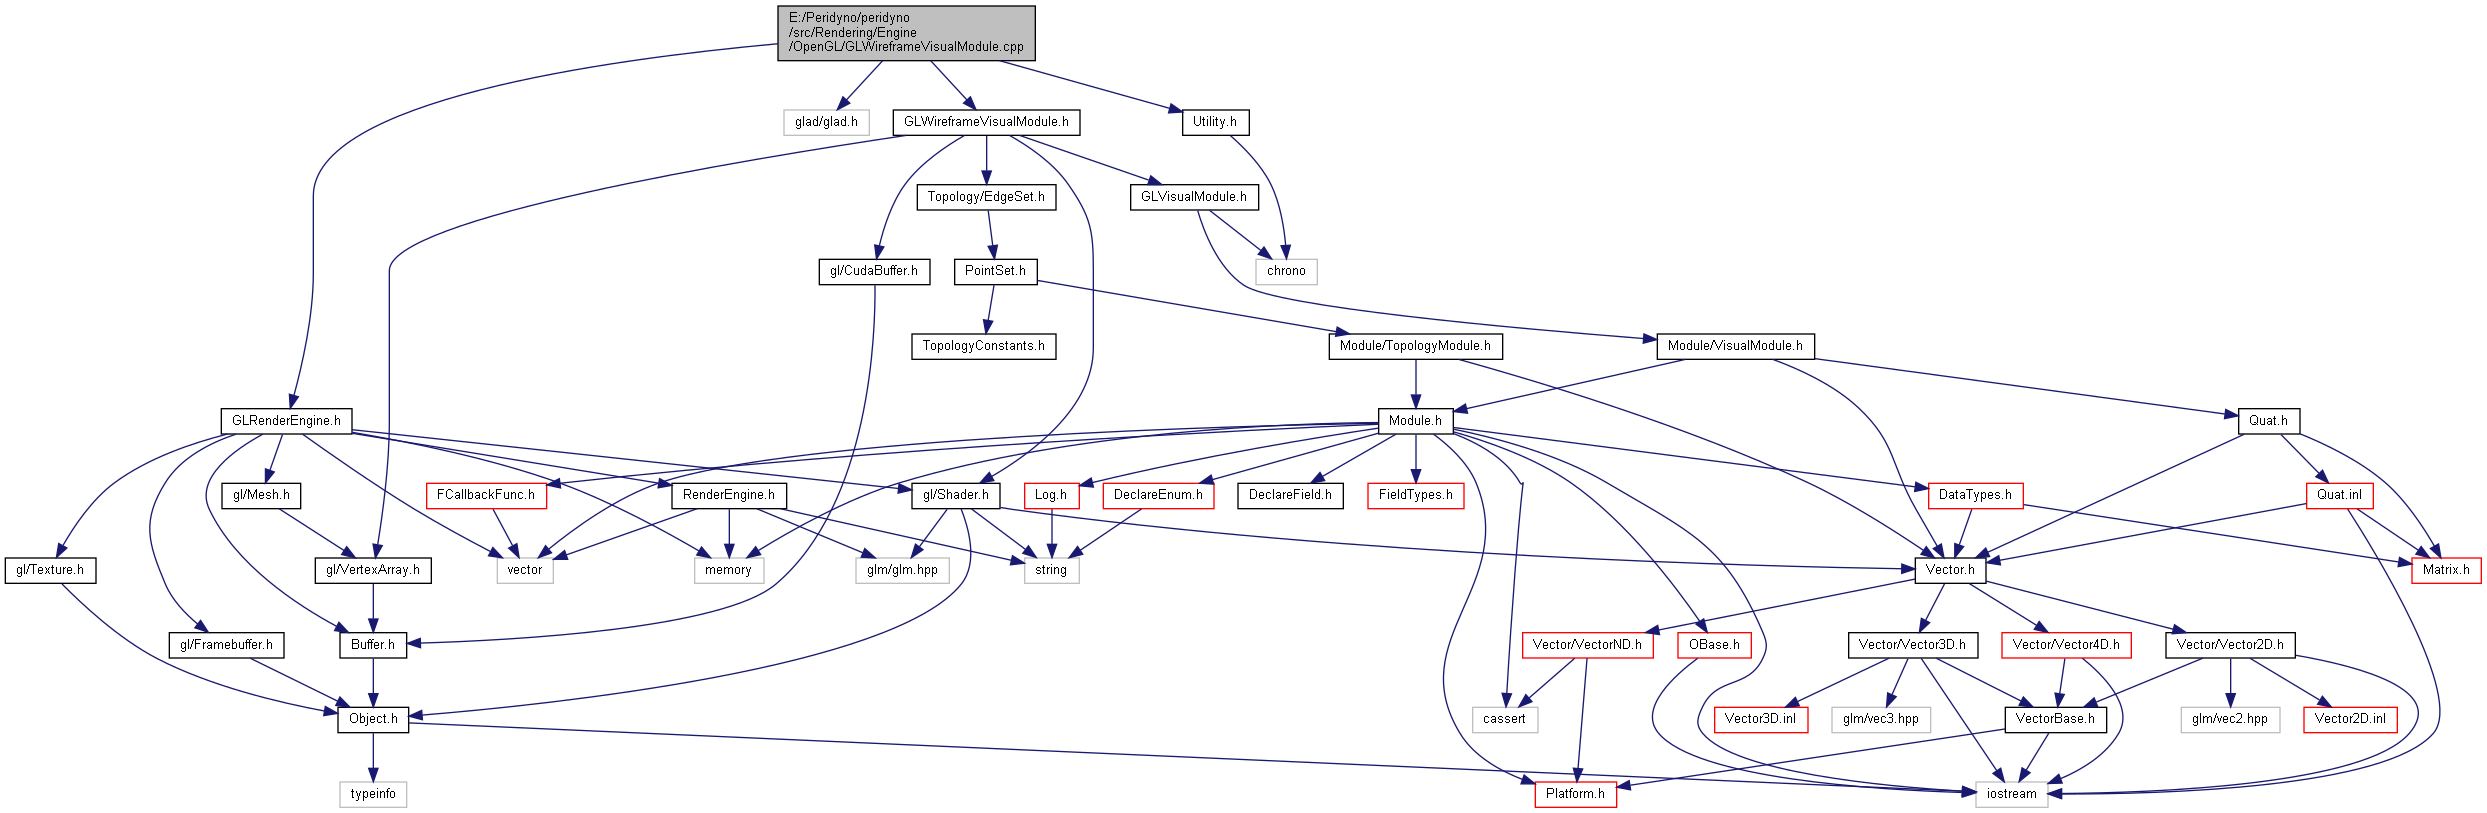 E:/Peridyno/peridyno
/src/Rendering/Engine
/OpenGL/GLWireframeVisualModule.cpp
glad/glad.h
GLWireframeVisualModule.h
Utility.h
Topology/EdgeSet.h
GLVisualModule.h
gl/CudaBuffer.h
PointSet.h
chrono
TopologyConstants.h
Module/TopologyModule.h
Module/VisualModule.h
GLRenderEngine.h
Module.h
Quat.h
gl/Mesh.h
FCallbackFunc.h
RenderEngine.h
gl/Shader.h
Log.h
DeclareEnum.h
DeclareField.h
FieldTypes.h
DataTypes.h
Quat.inl
gl/Texture.h
gl/VertexArray.h
vector
memory
glm/glm.hpp
string
Vector.h
Matrix.h
gl/Framebuffer.h
Buffer.h
Vector/VectorND.h
OBase.h
Vector/Vector3D.h
Vector/Vector4D.h
Vector/Vector2D.h
Object.h
cassert
Vector3D.inl
glm/vec3.hpp
VectorBase.h
glm/vec2.hpp
Vector2D.inl
typeinfo
Platform.h
iostream